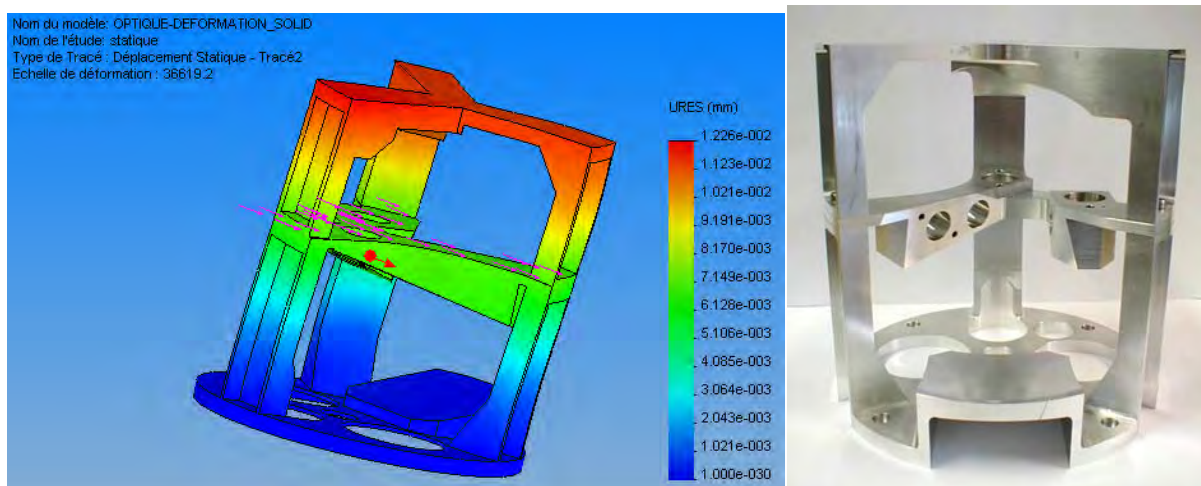 Nom du modèle: OPTIQUE-DEFORMATION_SOLID
Nom de l'étude: statique
Type de Tracé : Déplacement Statique - Tracé2
Echelle de déformation : 36619.2
URES (mm)
1.226e-002
1.123e-002
1.021e-002
9.191e-003
8.170e-003
7.149e-003
6.128e-003
5.106e-003
4.085e-003
3.064e-003
2.043e-003
1.021e-003
1.000e-030